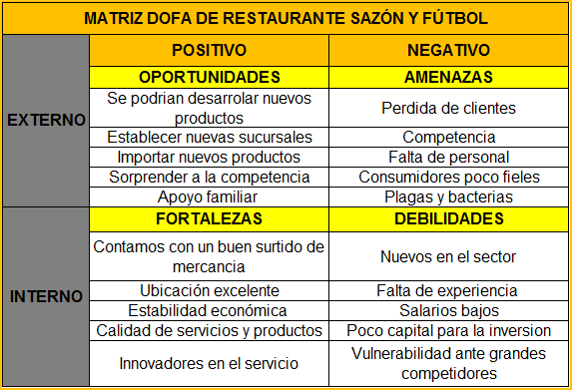 MATRIZ DOFA DE RESTAURANTE SAZÓN Y FÚTBOL
POSITIVO
NEGATIVO
EXTERNO
OPORTUNIDADES
AMENAZAS
Se podrian desarrolar nuevos
productos
Perdida de clientes
Establecer nuevas sucursales
Competencia
Importar nuevos productos
Falta de personal
Sorprender a la competencia
Consumidores poco fieles
Apoyo familiar
Plagas y bacterias
INTERNO
FORTALEZAS
DEBILIDADES
Contamos con un buen surtido de
mercancia
Nuevos en el sector
Ubicación excelente
Falta de experiencia
Estabilidad económica
Salarios bajos
Calidad de servicios y productos
Poco capital para la inversion
Innovadores en el servicio
Vulnerabilidad ante grandes
competidores